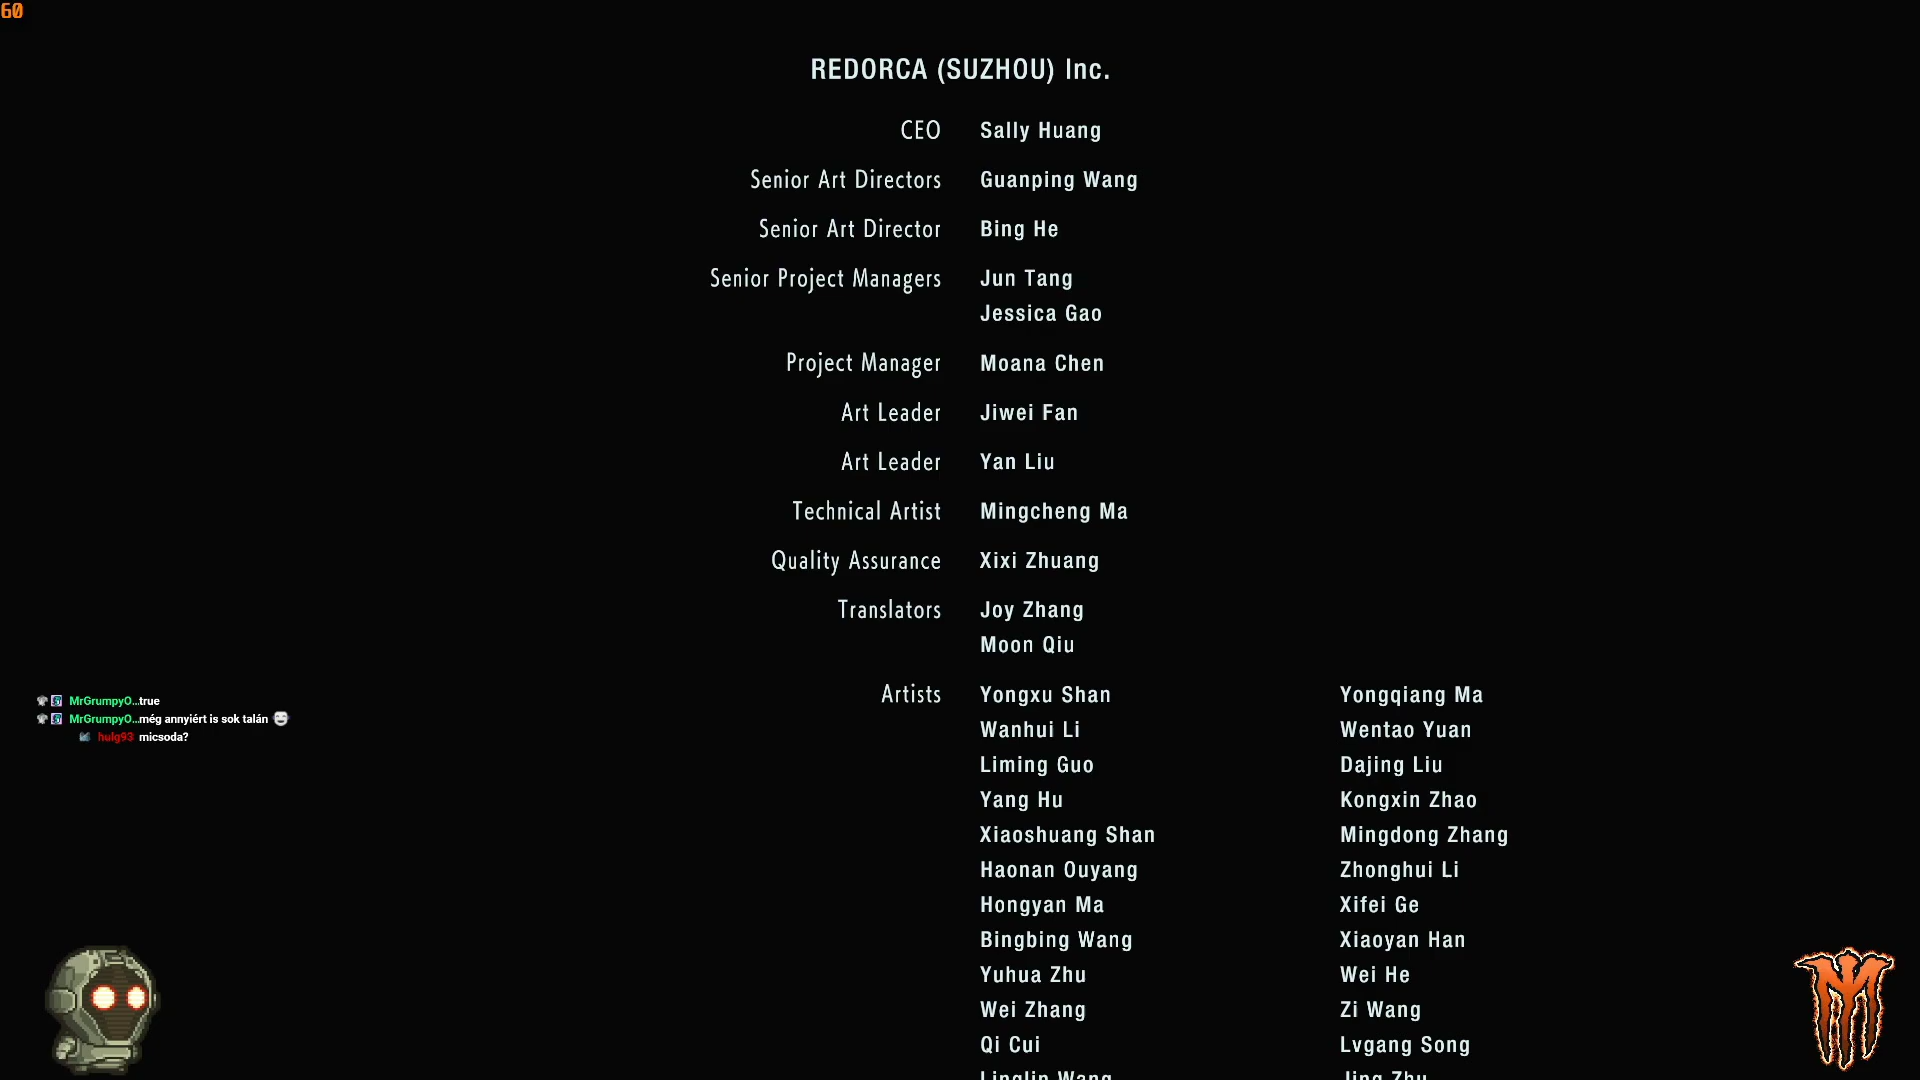 60
REDORCA (SUZHOU) Inc.
CEO Sally Huang
Senior Art Directors Guanping Wang
Senior Art Director Bing He
Senior Project Managers Jun Tang
Jessica Gao
Project Manager Moana Chen
Art Leader Jiwei Fan
Art Leader Yan Liu
Technical Artist Mingcheng Ma
Quality Assurance Xixi Zhuang
Translators Joy Zhang
Moon Qiu
Artists Yongxu Shan Yongqiang Ma
Wanhui Li Wentao Yuan
Liming Guo Dajing Liu
Yang Hu Kongxin Zhao
Xiaoshuang Shan Mingdong Zhang
Haonan Ouyang Zhonghui Li
Hongyan Ma Xifei Ge
Bingbing Wang Xiaoyan Han
Yuhua Zhu Wei He
Wei Zhang Zi Wang
Qi Cui Lvgang Song
Linglin Wang Jing Zhu
MrGrumpyO...true
MrGrumpyO...még annyiért is sok talán
hulg93 micsoda?